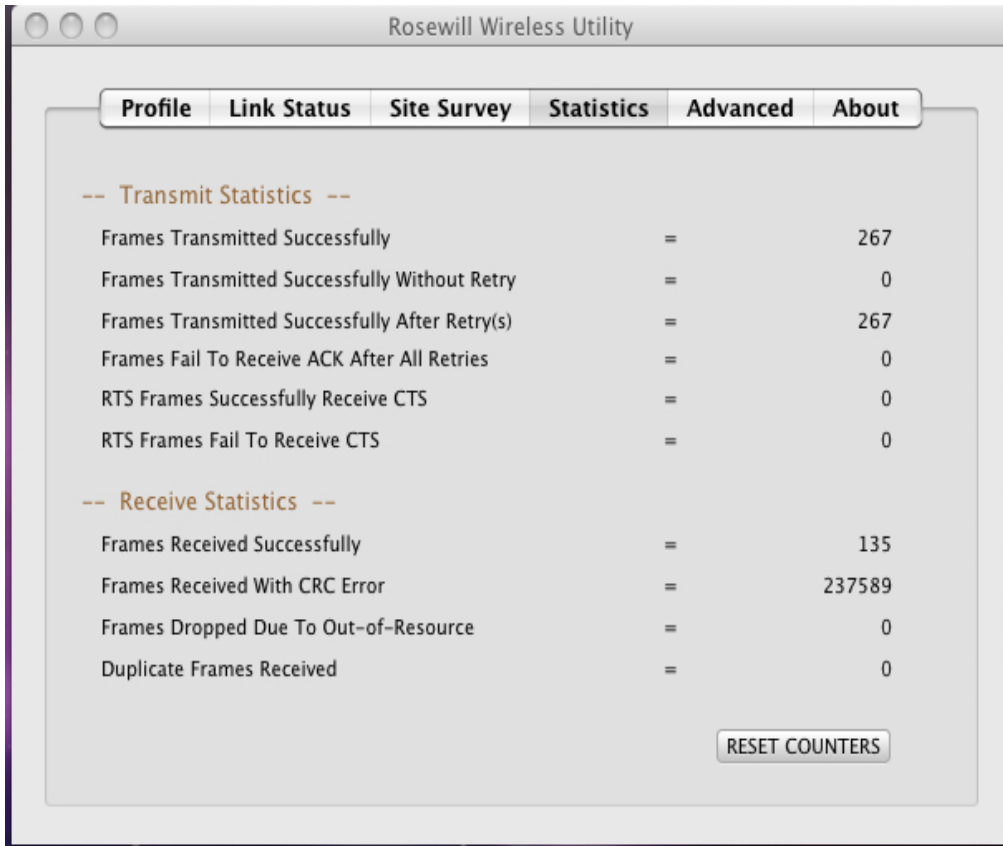 Rosewill Wireless Utility
Profile Link Status Site Survey Statistics Advanced About
-- Transmit Statistics --
Frames Transmitted Successfully = 267
Frames Transmitted Successfully Without Retry = 0
Frames Transmitted Successfully After Retry(s) = 267
Frames Fail To Receive ACK After All Retries = 0
RTS Frames Successfully Receive CTS = 0
RTS Frames Fail To Receive CTS = 0
-- Receive Statistics --
Frames Received Successfully = 135
Frames Received With CRC Error = 237589
Frames Dropped Due To Out-of-Resource = 0
Duplicate Frames Received = 0
RESET COUNTERS